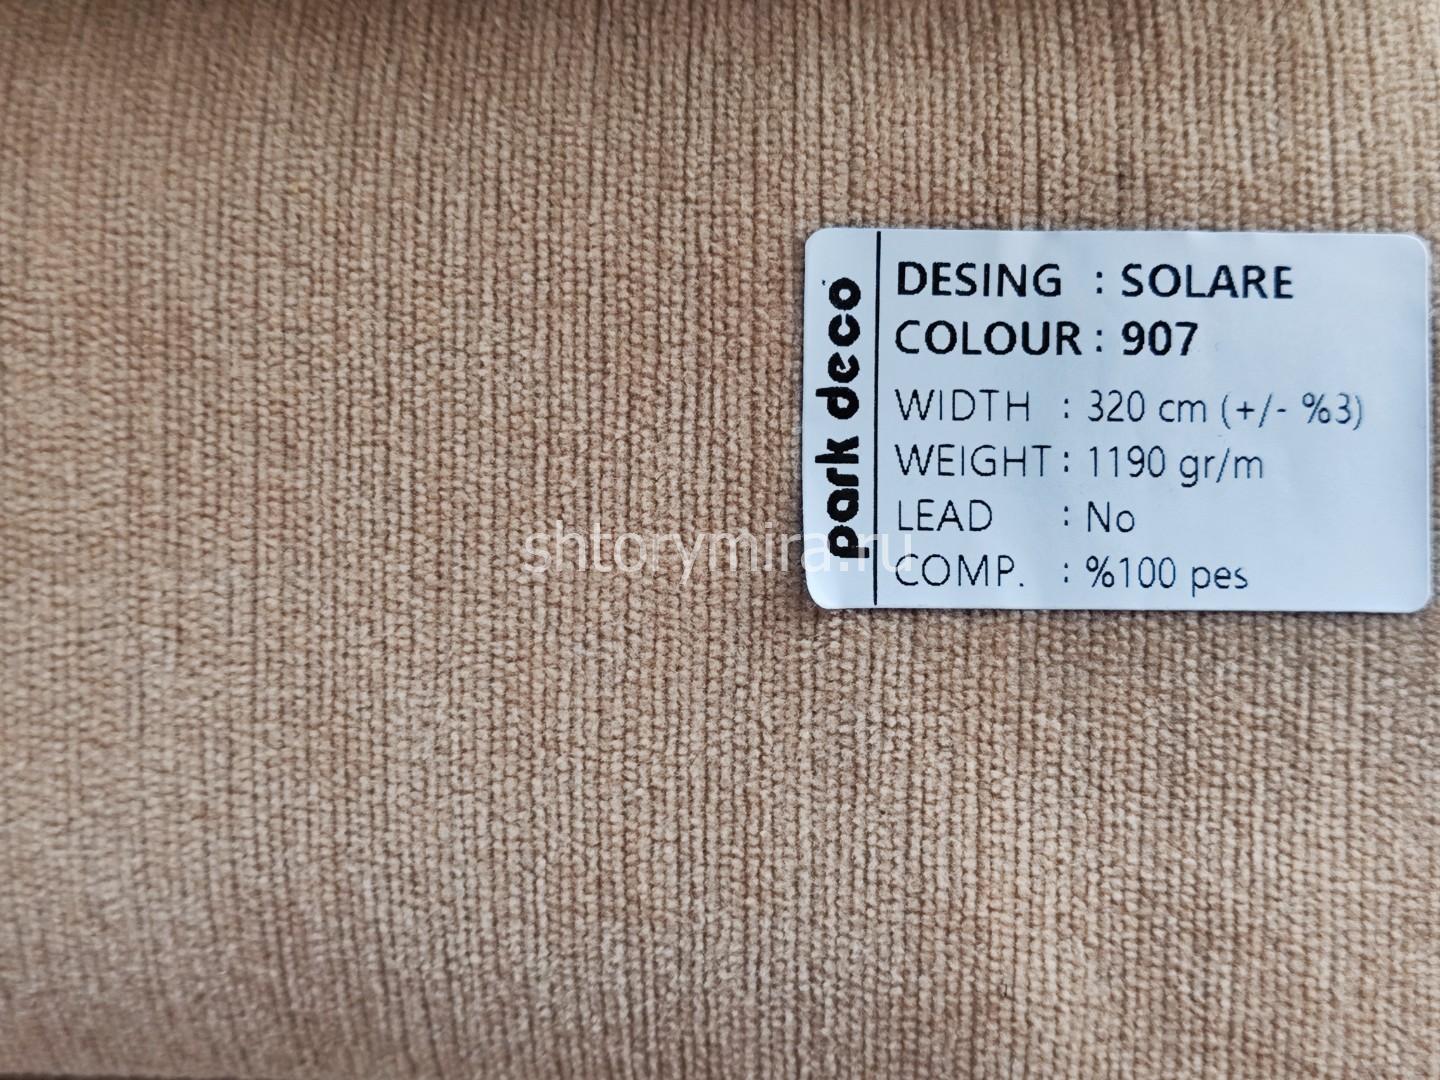 park deco
DESING : SOLARE
COLOUR : 907
WIDTH : 320 cm (+/- %3)
WEIGHT : 1190 gr/m
LEAD : No
COMP. : %100 pes
shtorymira.ru